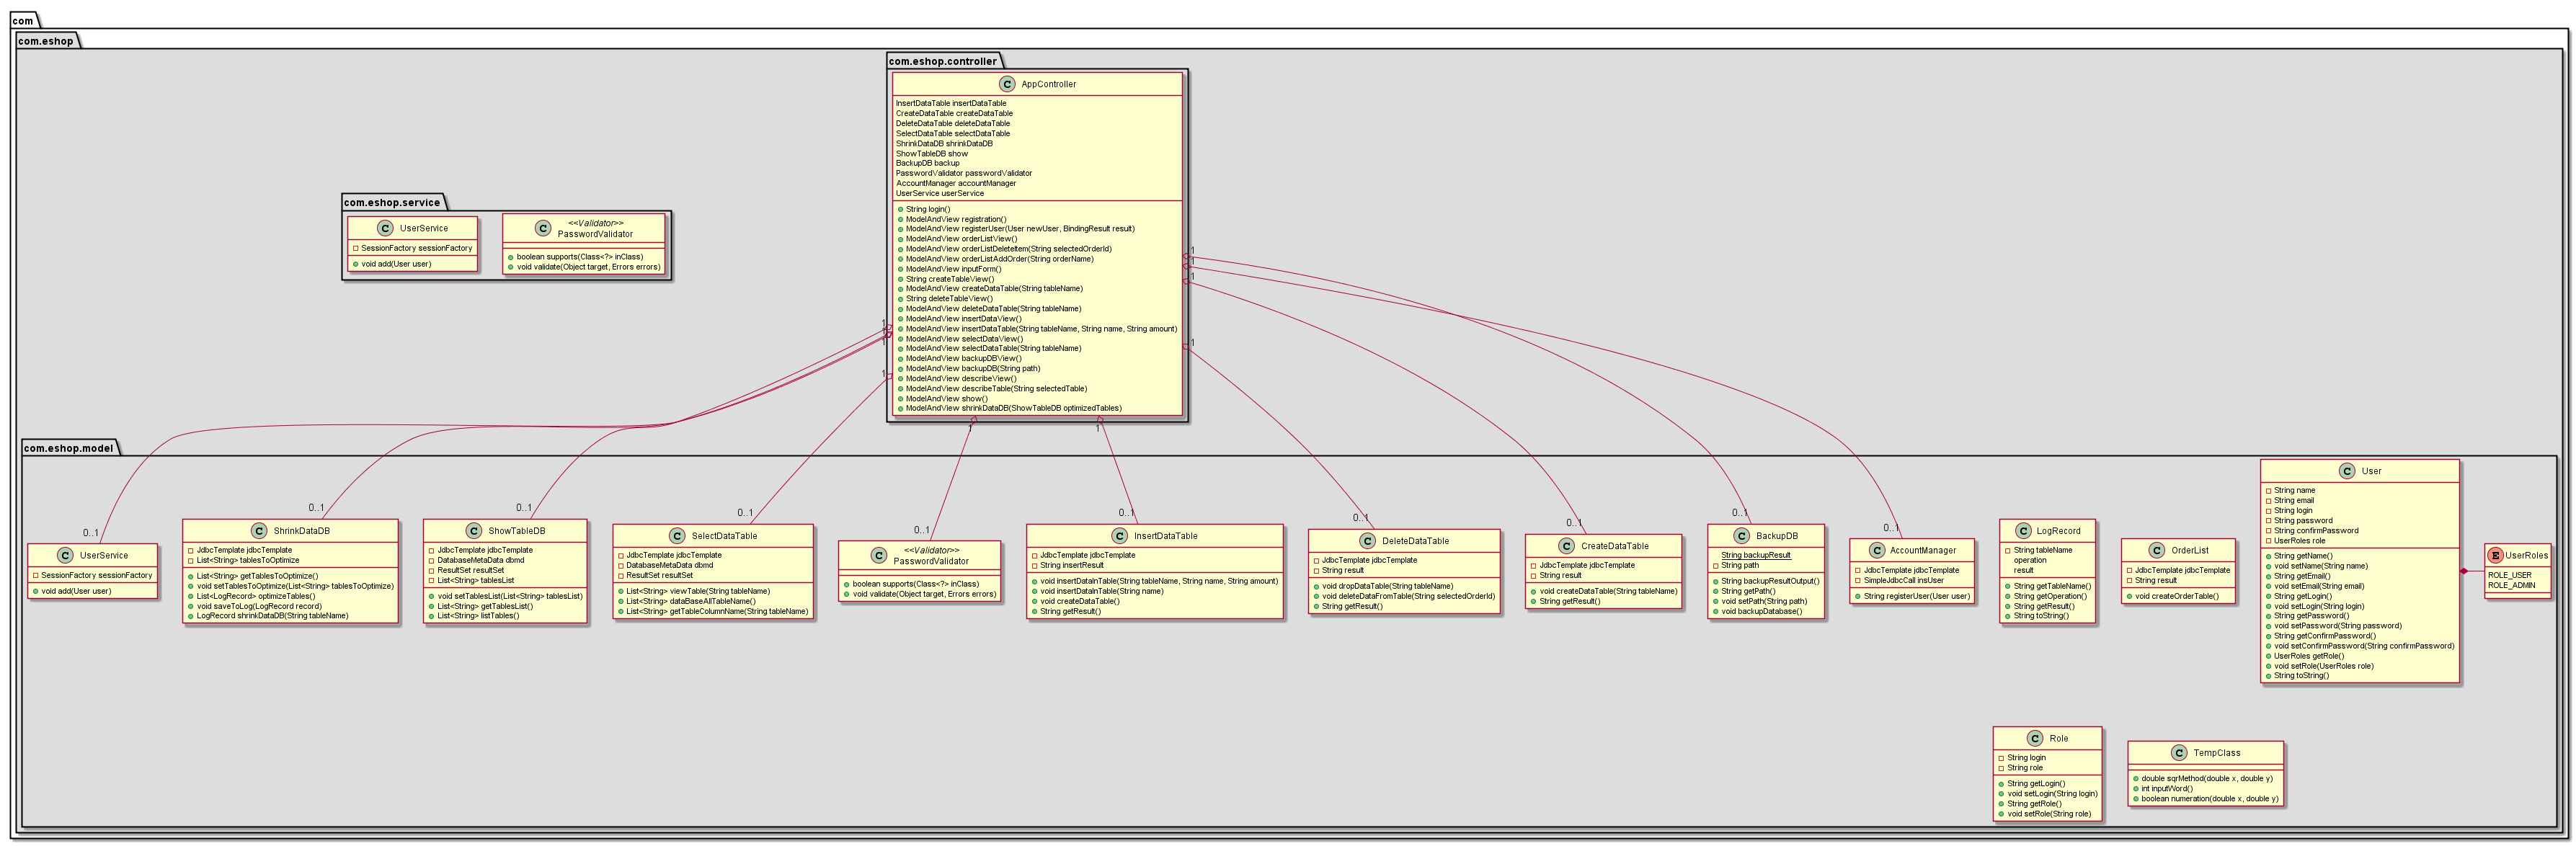 com
com.eshop
com.eshop.controller
C AppController
InsertDataTable insertDataTable
CreateDataTable createDataTable
DeleteDataTable deleteDataTable
SelectDataTable selectDataTable
ShrinkDataDB shrinkDataDB
ShowTableDB show
BackupDB backup
PasswordValidator passwordValidator
AccountManager accountManager
UserService userService
String login()
ModelAndView registration()
ModelAndView registerUser(User newUser, BindingResult result)
ModelAndView orderListView()
ModelAndView orderListDeleteItem(String selectedOrderId)
ModelAndView orderListAddOrder(String orderName)
ModelAndView inputForm()
String createTableView()
ModelAndView createDataTable(String tableName)
String deleteTableView()
ModelAndView deleteDataTable(String tableName)
ModelAndView insertDataView()
ModelAndView insertDataTable(String tableName, String name, String amount)
ModelAndView selectDataView()
ModelAndView selectDataTable(String tableName)
ModelAndView backupDBView()
ModelAndView backupDB(String path)
ModelAndView describeView()
ModelAndView describeTable(String selectedTable)
ModelAndView show()
ModelAndView shrinkDataDB(ShowTableDB optimizedTables)
com.eshop.service
C UserService
SessionFactory sessionFactory
void add(User user)
C <<Validator>>
PasswordValidator
boolean supports(Class<?> inClass)
void validate(Object target, Errors errors)
1
1
1
1
1
1
1
1
1
1
com.eshop.model
0..1
C UserService
SessionFactory sessionFactory
void add(User user)
0..1
C ShrinkDataDB
JdbcTemplate jdbcTemplate
List<String> tablesToOptimize
List<String> getTablesToOptimize()
void setTablesToOptimize(List<String> tablesToOptimize)
List<LogRecord> optimizeTables()
void saveToLog(LogRecord record)
LogRecord shrinkDataDB(String tableName)
0..1
C ShowTableDB
JdbcTemplate jdbcTemplate
DatabaseMetaData dbmd
ResultSet resultSet
List<String> tablesList
void setTablesList(List<String> tablesList)
List<String> getTablesList()
List<String> listTables()
0..1
C SelectDataTable
JdbcTemplate jdbcTemplate
DatabaseMetaData dbmd
ResultSet resultSet
List<String> viewTable(String tableName)
List<String> dataBaseAllTableName()
List<String> getTableColumnName(String tableName)
0..1
C <<Validator>>
PasswordValidator
boolean supports(Class<?> inClass)
void validate(Object target, Errors errors)
0..1
C InsertDataTable
JdbcTemplate jdbcTemplate
String insertResult
void insertDataInTable(String tableName, String name, String amount)
void insertDataInTable(String name)
void createDataTable()
String getResult()
0..1
C DeleteDataTable
JdbcTemplate jdbcTemplate
String result
void dropDataTable(String tableName)
void deleteDataFromTable(String selectedOrderId)
String getResult()
0..1
C CreateDataTable
JdbcTemplate jdbcTemplate
String result
void createDataTable(String tableName)
String getResult()
0..1
C BackupDB
String backupResult
String path
String backupResultOutput()
String getPath()
void setPath(String path)
void backupDatabase()
0..1
C AccountManager
JdbcTemplate jdbcTemplate
SimpleJdbcCall insUser
String registerUser(User user)
C LogRecord
String tableName
operation
result
String getTableName()
String getOperation()
String getResult()
String toString()
C OrderList
JdbcTemplate jdbcTemplate
String result
void createOrderTable()
C User
String name
String email
String login
String password
String confirmPassword
UserRoles role
String getName()
void setName(String name)
String getEmail()
void setEmail(String email)
String getLogin()
void setLogin(String login)
String getPassword()
void setPassword(String password)
String getConfirmPassword()
void setConfirmPassword(String confirmPassword)
UserRoles getRole()
void setRole(UserRoles role)
String toString()
E UserRoles
ROLE_USER
ROLE_ADMIN
C Role
String login
String role
String getLogin()
void setLogin(String login)
String getRole()
void setRole(String role)
C TempClass
double sqrMethod(double x, double y)
int inputWord()
boolean numeration(double x, double y)